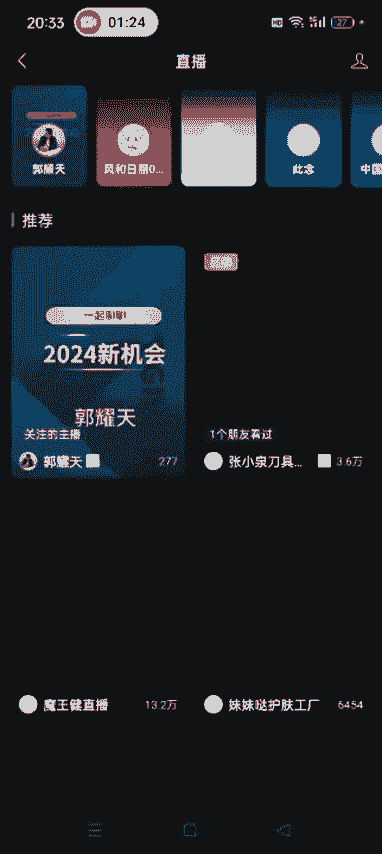 20:33
01:24
27
直播
郭耀天
风和日丽0...
此念
中国
推荐
一起聊聊
2024新机会
郭耀天
关注的主播
郭耀天
277
1个朋友看过
张小泉刀具...
3.6万
魔王健直播
13.2万
妹妹哒护肤工厂
6454